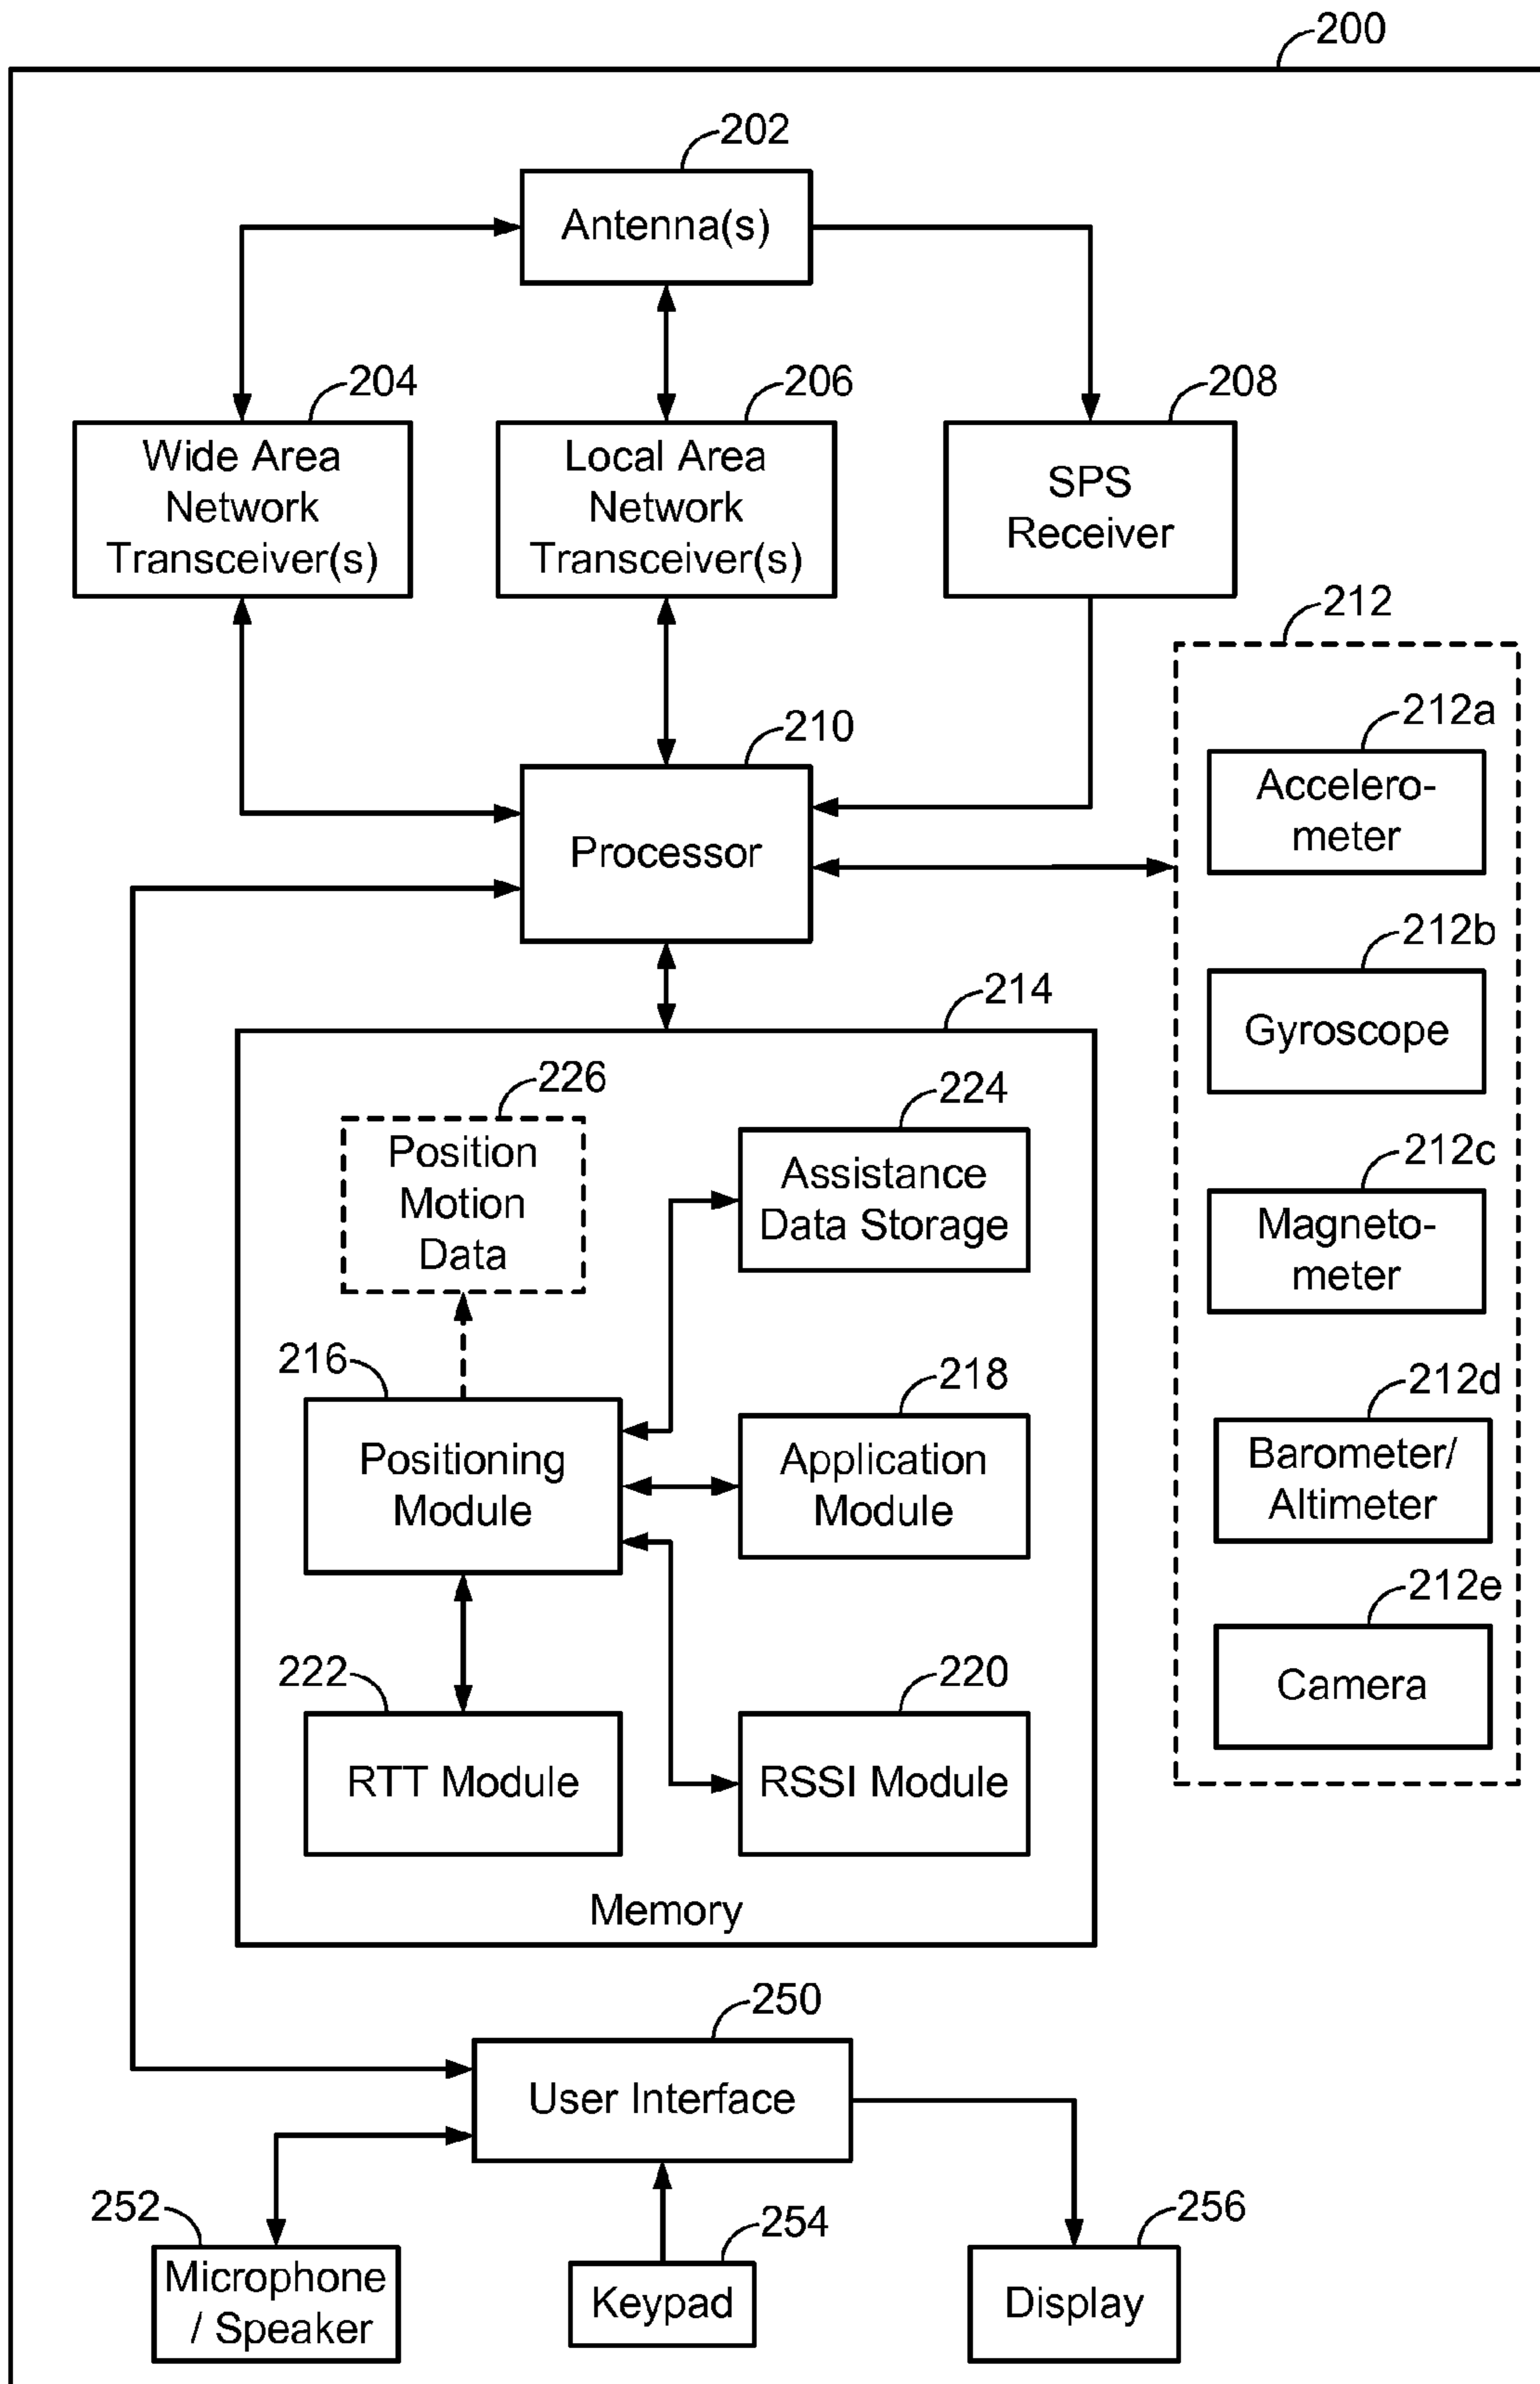 200
202
Antenna(s)
204
206
208
Wide Area
Network
Transceiver(s)
Local Area
Network
Transceiver(s)
SPS
Receiver
212
210
Processor
212a
Accelero-
meter
212b
Gyroscope
212c
Magneto-
meter
212d
Barometer/
Altimeter
212e
Camera
214
226
Position
Motion
Data
224
Assistance
Data Storage
216
Positioning
Module
218
Application
Module
222
RTT Module
220
RSSI Module
Memory
250
User Interface
252
Microphone
/ Speaker
254
Keypad
256
Display